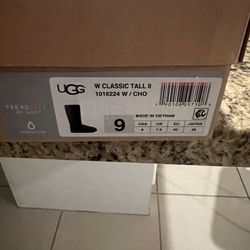 TREADLITE
BY UGG™
UGG
W CLASSIC TALL II
1016224 W / CHO
9
MADE IN VIETNAM
USA UK EU JAPAN
9 7.5 40 26